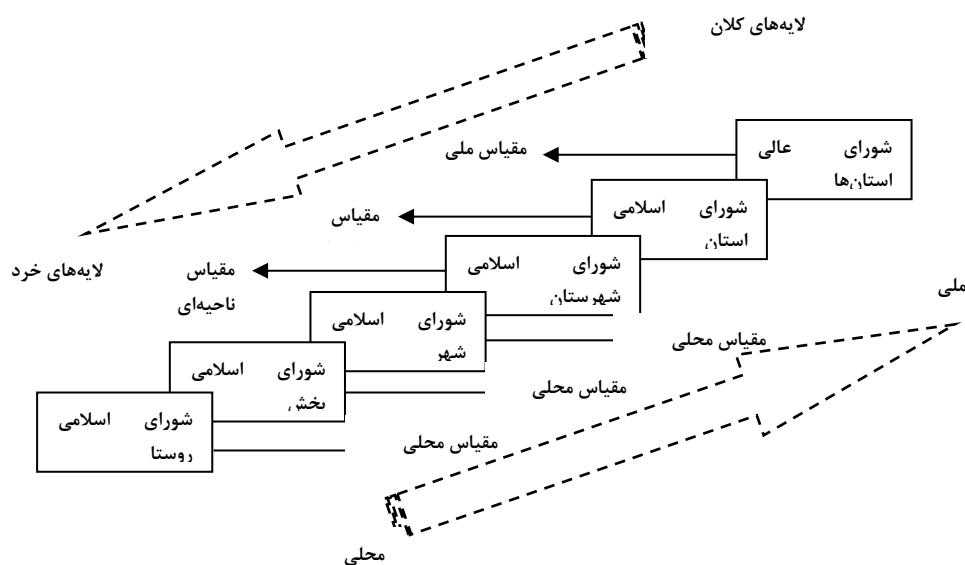 لایه‌های کلان
شورای عالی
استان‌ها
مقیاس ملی
شورای اسلامی
استان
مقیاس
شورای اسلامی
شهرستان
مقیاس
ناحیه‌ای
لایه‌های خرد
ملی
شورای اسلامی
شهر
مقیاس محلی
شورای اسلامی
بخش
مقیاس محلی
شورای اسلامی
روستا
مقیاس محلی
محلی